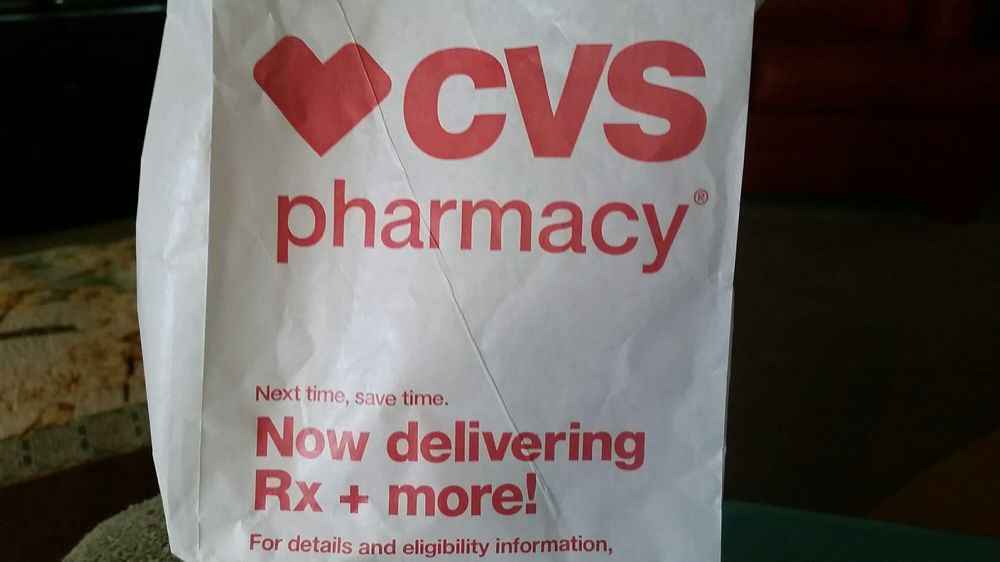 CVS
pharmacy®
Next time, save time.
Now delivering
Rx + more!
For details and eligibility information,